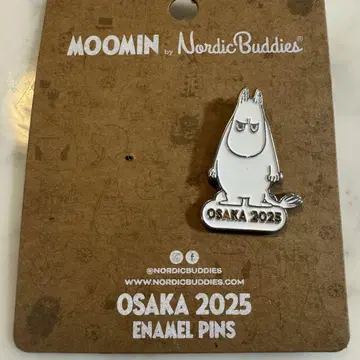 MOOMIN by NordicBuddies®
OSAKA 2025
@NORDICBUDDIES
WWW.NORDICBUDDIES.COM
OSAKA 2025
ENAMEL PINS